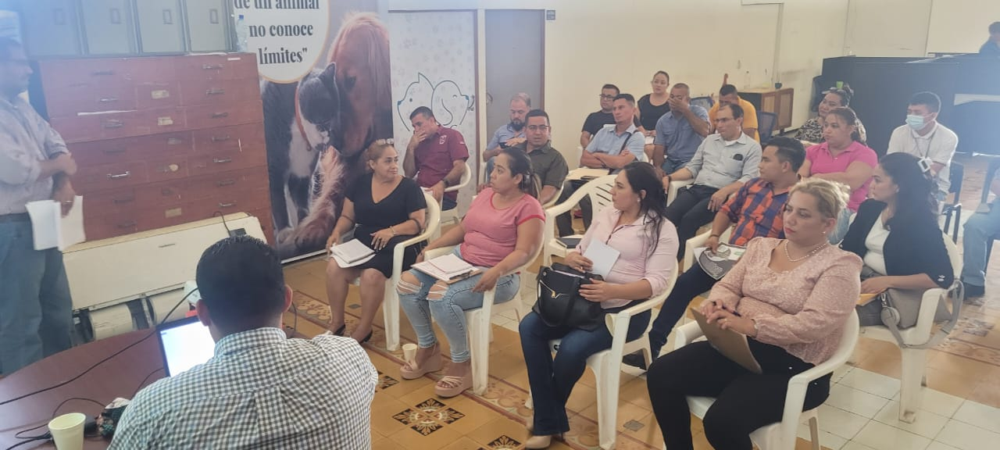 de un animal
no conoce
límites"